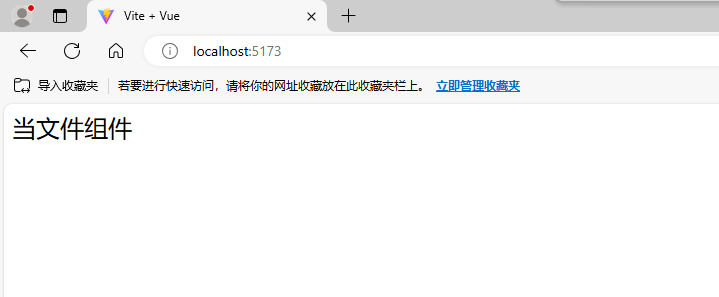 Vite + Vue
localhost:5173
导入收藏夹 若要进行快速访问，请将你的网址收藏放在此收藏夹栏上。 立即管理收藏夹
当文件组件